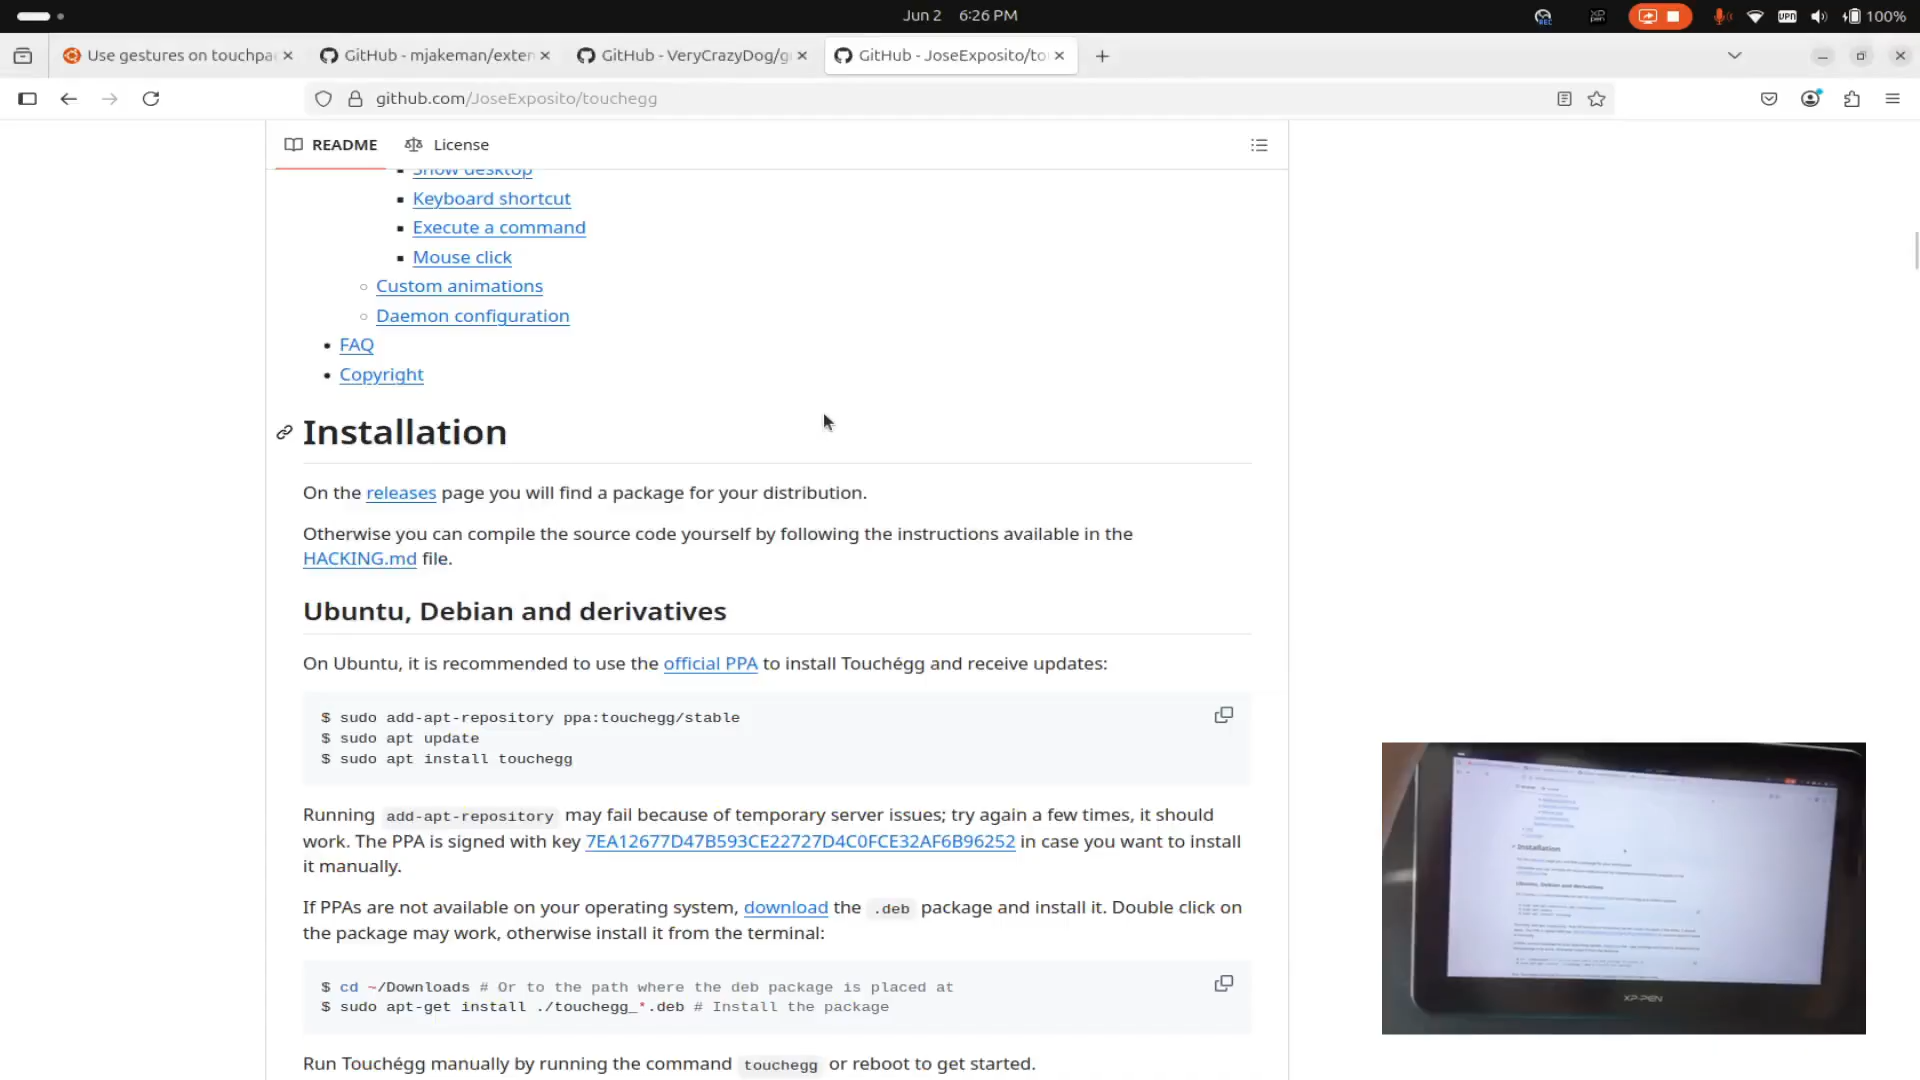 Jun 2 6:26 PM
100%
Use gestures on touchpa
GitHub - mjakeman/exten
GitHub - VeryCrazyDog/g
GitHub - JoseExposito/to
github.com/JoseExposito/touchegg
README
License
Show desktop
Keyboard shortcut
Execute a command
Mouse click
Custom animations
Daemon configuration
FAQ
Copyright
Installation
On the releases page you will find a package for your distribution.
Otherwise you can compile the source code yourself by following the instructions available in the
HACKING.md file.
Ubuntu, Debian and derivatives
On Ubuntu, it is recommended to use the official PPA to install Touchégg and receive updates:
$ sudo add-apt-repository ppa:touchegg/stable
$ sudo apt update
$ sudo apt install touchegg
Running add-apt-repository may fail because of temporary server issues; try again a few times, it should
work. The PPA is signed with key 7EA12677D47B593CE22727D4C0FCE32AF6B96252 in case you want to install
it manually.
If PPAs are not available on your operating system, download the .deb package and install it. Double click on
the package may work, otherwise install it from the terminal:
$ cd ~/Downloads # Or to the path where the deb package is placed at
$ sudo apt-get install ./touchegg_*.deb # Install the package
Run Touchégg manually by running the command touchegg or reboot to get started.
Installation
Ubuntu, Debian and derivatives
XP-PEN